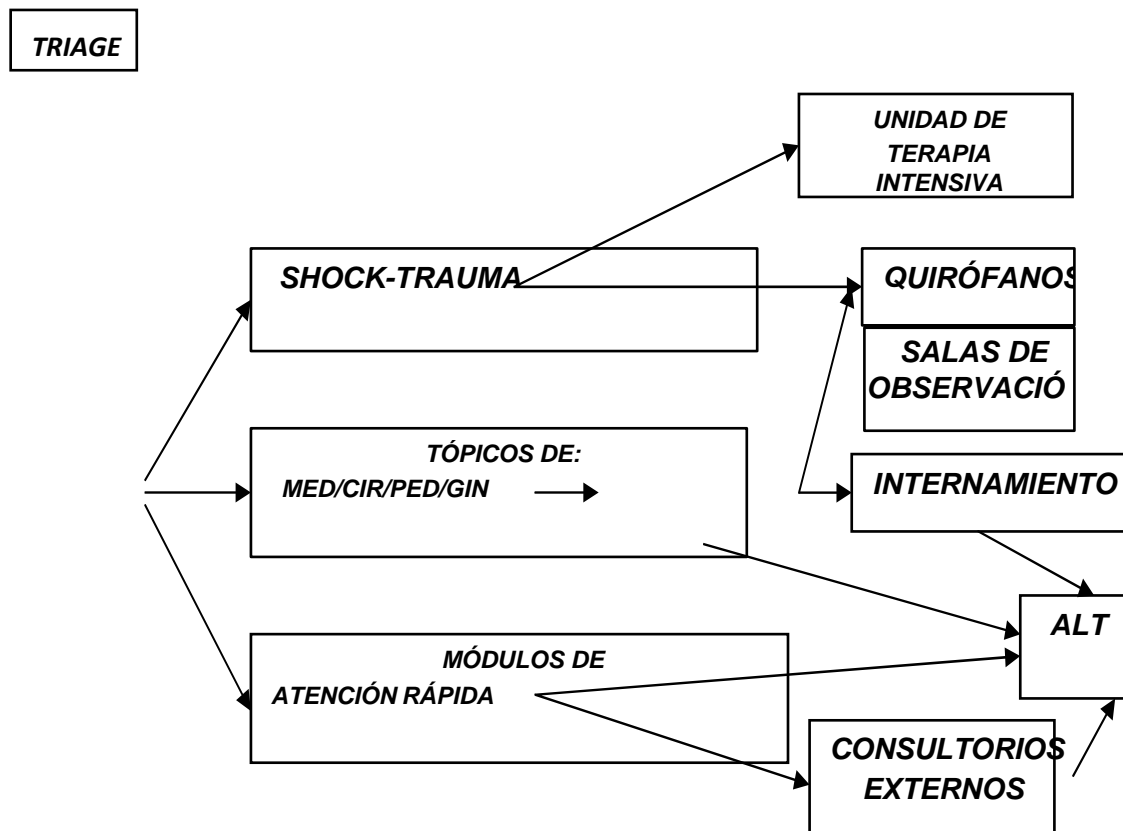 TRIAGE
UNIDAD DE
TERAPIA
INTENSIVA
SHOCK-TRAUMA
QUIRÓFANOS
SALAS DE
OBSERVACIÓ
TÓPICOS DE:
MED/CIR/PED/GIN
INTERNAMIENTO
ALT
MÓDULOS DE
ATENCIÓN RÁPIDA
CONSULTORIOS
EXTERNOS